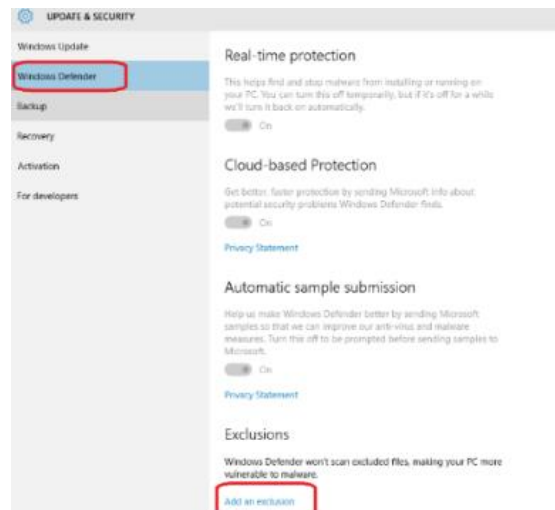 UPDATE & SECURITY
Windows Update
Windows Defender
Backup
Recovery
Activation
For developers
Real-time protection
This helps find and stop malware from installing or running on
your PC. You can turn this off temporarily, but if it's off for a while
we'll turn it back on automatically.
On
Cloud-based Protection
Get better, faster protection by sending Microsoft info about
potential security problems Windows Defender finds.
On
Privacy Statement
Automatic sample submission
Help us make Windows Defender better by sending Microsoft
samples so that we can improve our anti-virus and malware
measures. Turn this off to be prompted before sending samples to
Microsoft.
On
Privacy Statement
Exclusions
Windows Defender won't scan excluded files, making your PC more
vulnerable to malware.
Add an exclusion